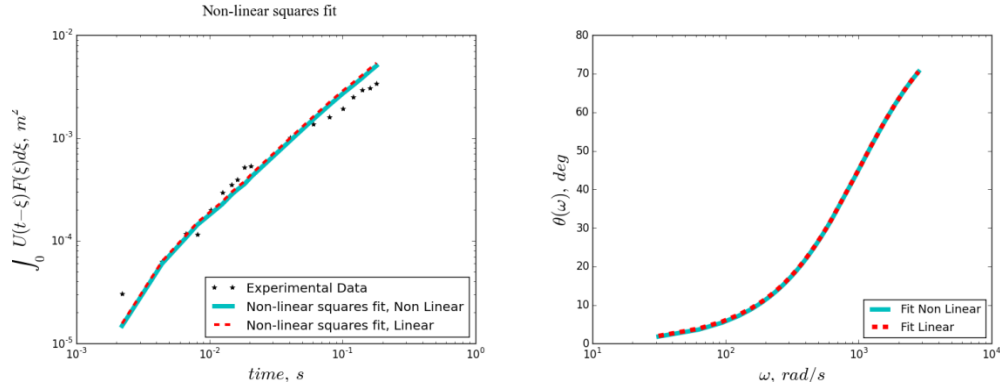 Non-linear squares fit
10^{-2}
10^{-3}
10^{-4}
10^{-5}
∫_0 U(t−ξ)F(ξ)dξ, m^2
Experimental Data
Non-linear squares fit, Non Linear
Non-linear squares fit, Linear
10^{-3} 10^{-2} 10^{-1} 10^0
time, s
80
70
60
50
40
30
20
10
0
θ(ω), deg
Fit Non Linear
Fit Linear
10^1 10^2 10^3 10^4
ω, rad/s